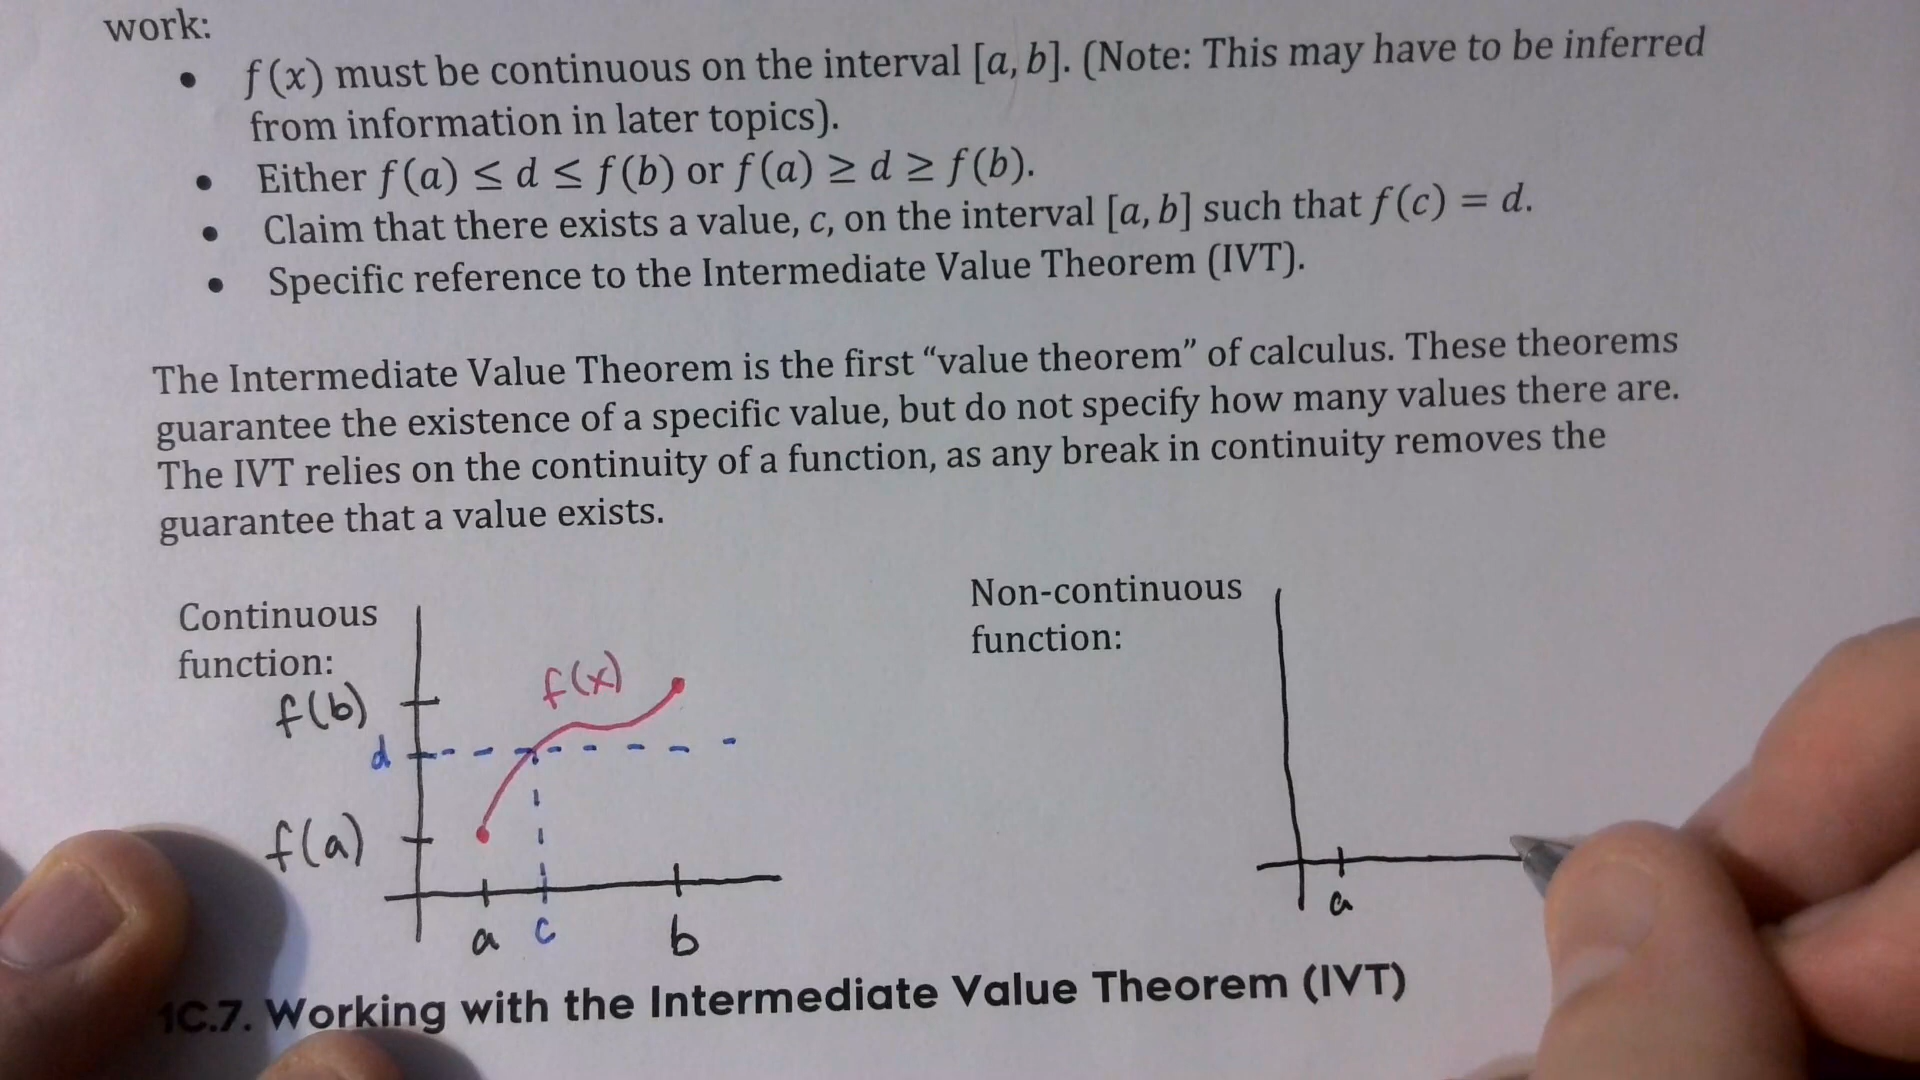 work:
• f(x) must be continuous on the interval [a, b]. (Note: This may have to be inferred
from information in later topics).
• Either f(a) ≤ d ≤ f(b) or f(a) ≥ d ≥ f(b).
• Claim that there exists a value, c, on the interval [a, b] such that f(c) = d.
• Specific reference to the Intermediate Value Theorem (IVT).
The Intermediate Value Theorem is the first “value theorem” of calculus. These theorems
guarantee the existence of a specific value, but do not specify how many values there are.
The IVT relies on the continuity of a function, as any break in continuity removes the
guarantee that a value exists.
Continuous
function:
f(b)
d
f(a)
f(x)
a
c
b
Non-continuous
function:
a
1C.7. Working with the Intermediate Value Theorem (IVT)